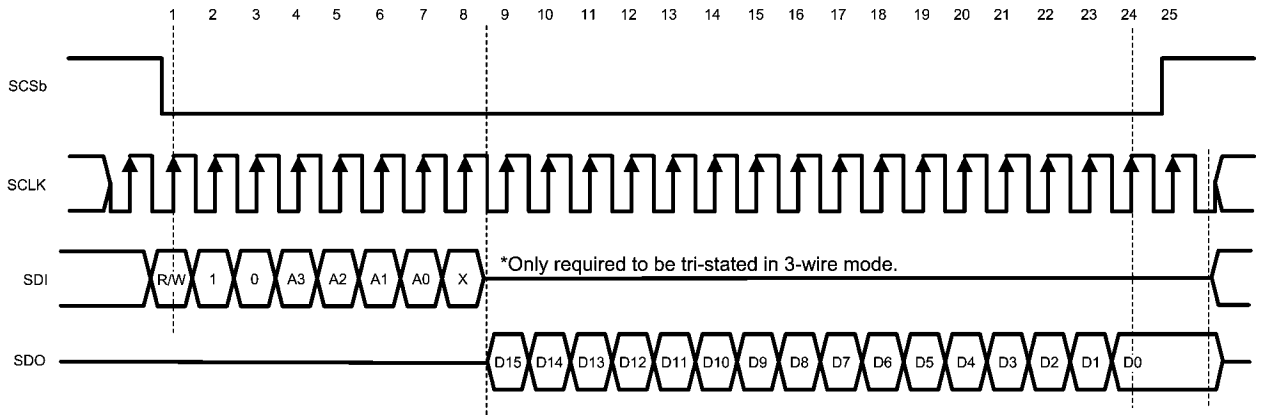 1 2 3 4 5 6 7 8 9 10 11 12 13 14 15 16 17 18 19 20 21 22 23 24 25
SCSb
SCLK
SDI R/W 1 0 A3 A2 A1 A0 X *Only required to be tri-stated in 3-wire mode.
SDO D15 D14 D13 D12 D11 D10 D9 D8 D7 D6 D5 D4 D3 D2 D1 D0